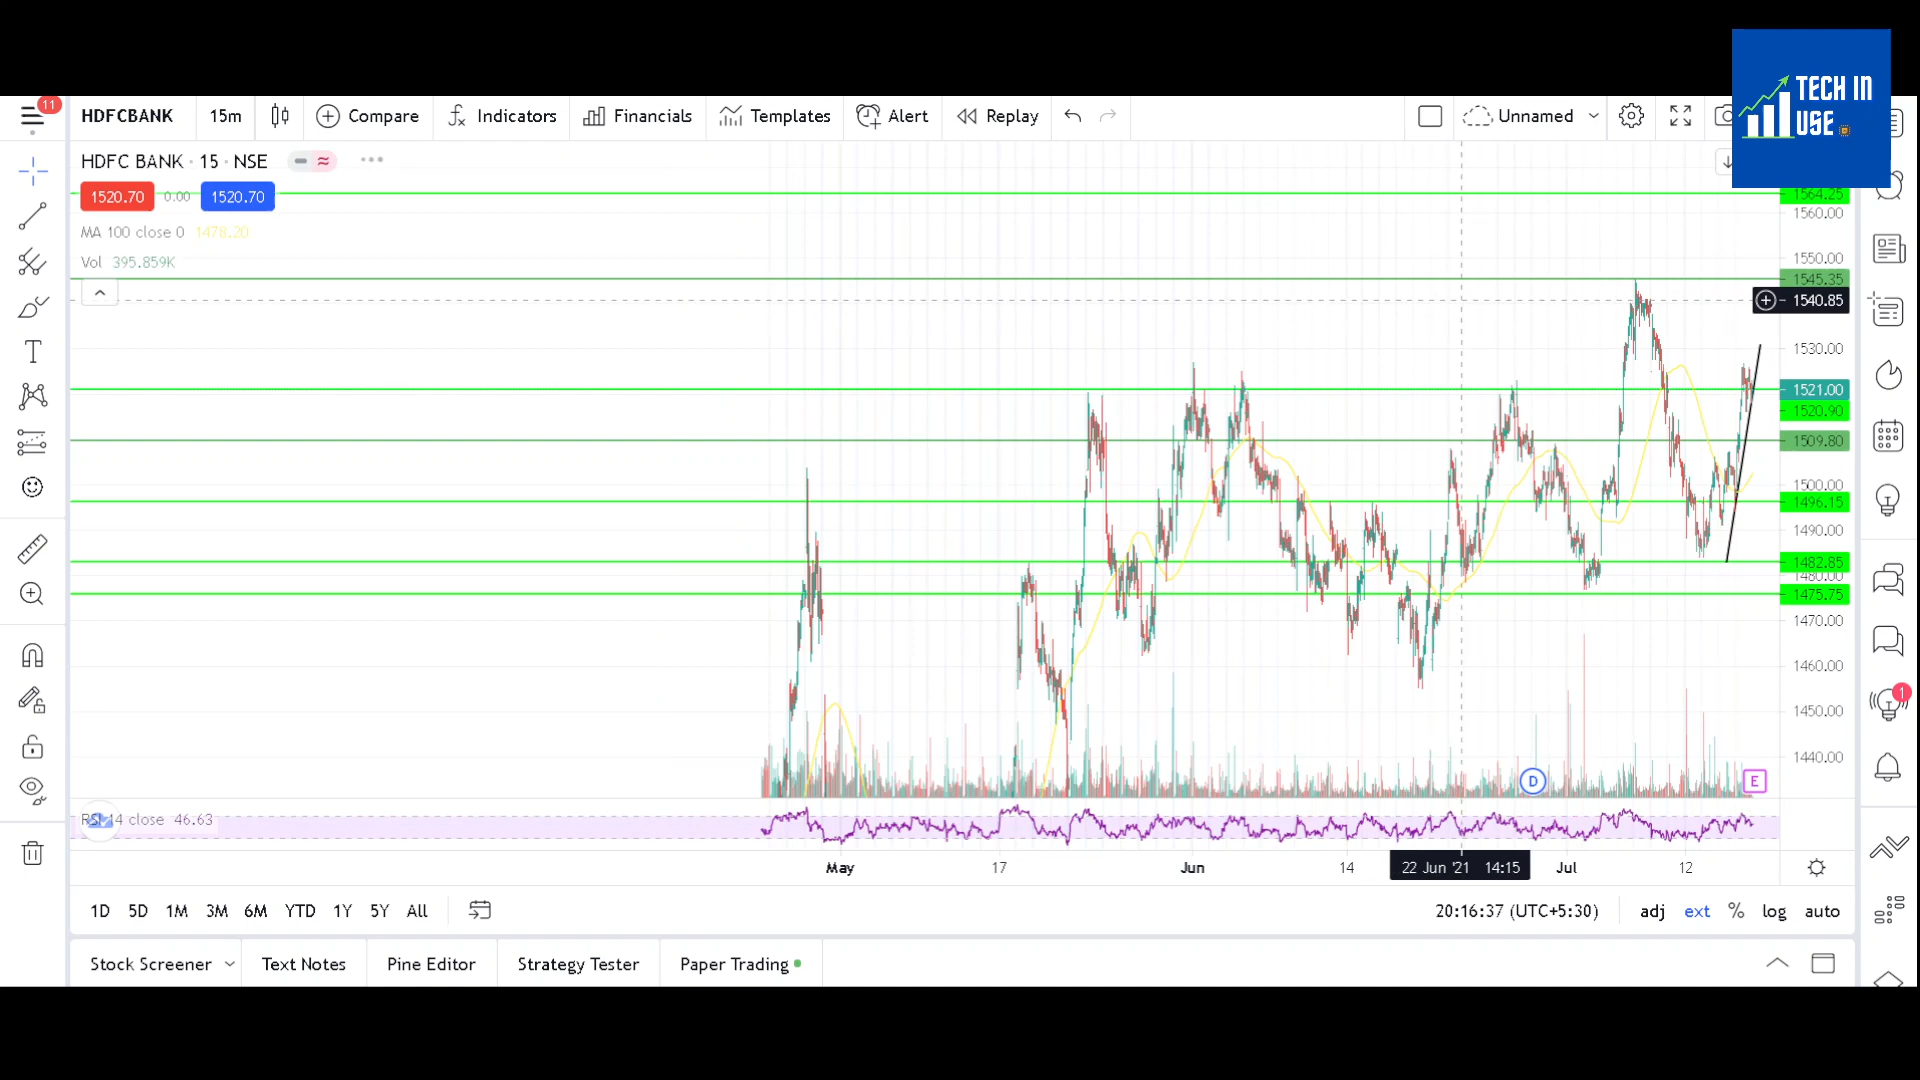 TECH IN
USE
11
HDFCBANK 15m Compare Indicators Financials Templates Alert Replay Unnamed
HDFC BANK · 15 · NSE
1520.70 0.00 1520.70
MA 100 close 0 1478.20
Vol 395.859K
1564.25
1560.00
1550.00
1545.35
1540.85
1530.00
1521.00
1520.90
1509.80
1500.00
1496.15
1490.00
1482.85
1480.00
1475.75
1470.00
1460.00
1450.00
1440.00
1
D
E
RSI 14 close 46.63
May 17 Jun 14 22 Jun '21 14:15 Jul 12
1D 5D 1M 3M 6M YTD 1Y 5Y All 20:16:37 (UTC+5:30) adj ext % log auto
Stock Screener Text Notes Pine Editor Strategy Tester Paper Trading